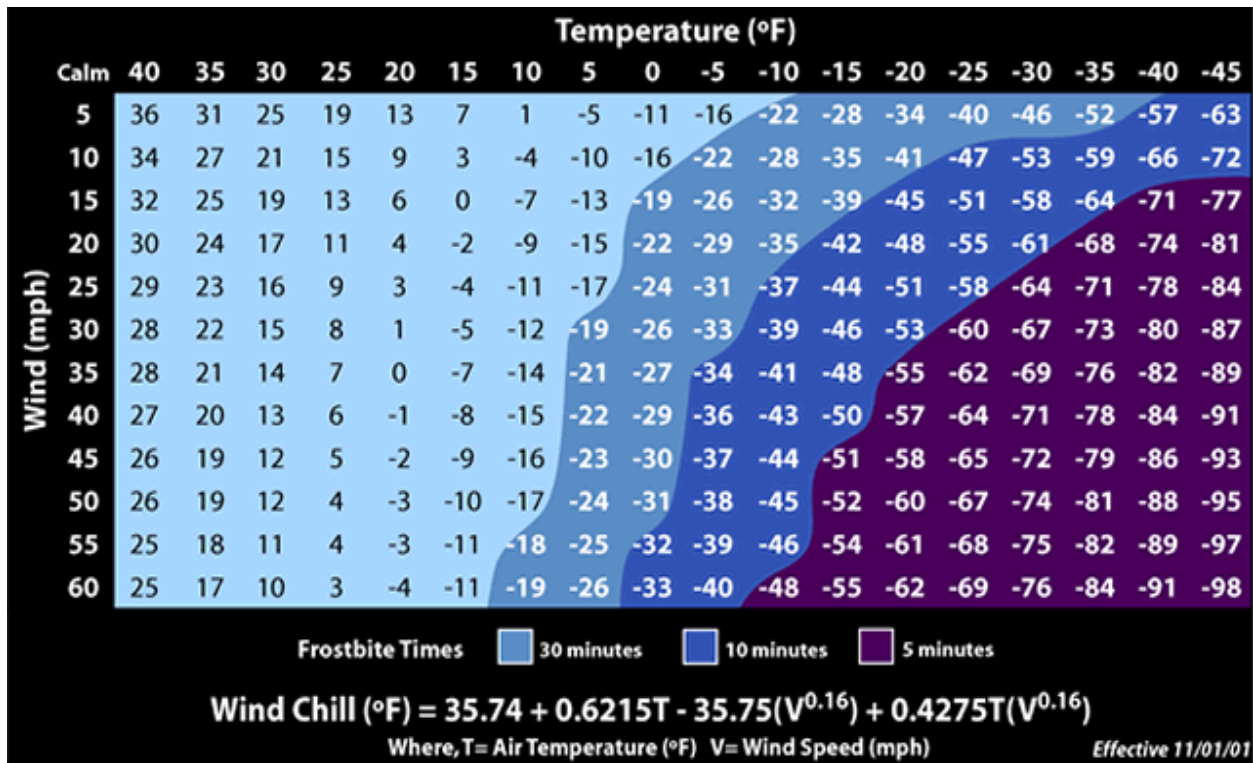 Temperature (ºF)
Calm 40 35 30 25 20 15 10 5 0 -5 -10 -15 -20 -25 -30 -35 -40 -45
5 36 31 25 19 13 7 1 -5 -11 -16 -22 -28 -34 -40 -46 -52 -57 -63
10 34 27 21 15 9 3 -4 -10 -16 -22 -28 -35 -41 -47 -53 -59 -66 -72
15 32 25 19 13 6 0 -7 -13 -19 -26 -32 -39 -45 -51 -58 -64 -71 -77
20 30 24 17 11 4 -2 -9 -15 -22 -29 -35 -42 -48 -55 -61 -68 -74 -81
25 29 23 16 9 3 -4 -11 -17 -24 -31 -37 -44 -51 -58 -64 -71 -78 -84
30 28 22 15 8 1 -5 -12 -19 -26 -33 -39 -46 -53 -60 -67 -73 -80 -87
35 28 21 14 7 0 -7 -14 -21 -27 -34 -41 -48 -55 -62 -69 -76 -82 -89
40 27 20 13 6 -1 -8 -15 -22 -29 -36 -43 -50 -57 -64 -71 -78 -84 -91
45 26 19 12 5 -2 -9 -16 -23 -30 -37 -44 -51 -58 -65 -72 -79 -86 -93
50 26 19 12 4 -3 -10 -17 -24 -31 -38 -45 -52 -60 -67 -74 -81 -88 -95
55 25 18 11 4 -3 -11 -18 -25 -32 -39 -46 -54 -61 -68 -75 -82 -89 -97
60 25 17 10 3 -4 -11 -19 -26 -33 -40 -48 -55 -62 -69 -76 -84 -91 -98
Wind (mph)
Frostbite Times 30 minutes 10 minutes 5 minutes
Wind Chill (ºF) = 35.74 + 0.6215T - 35.75(V^0.16) + 0.4275T(V^0.16)
Where, T= Air Temperature (ºF) V= Wind Speed (mph)
Effective 11/01/01